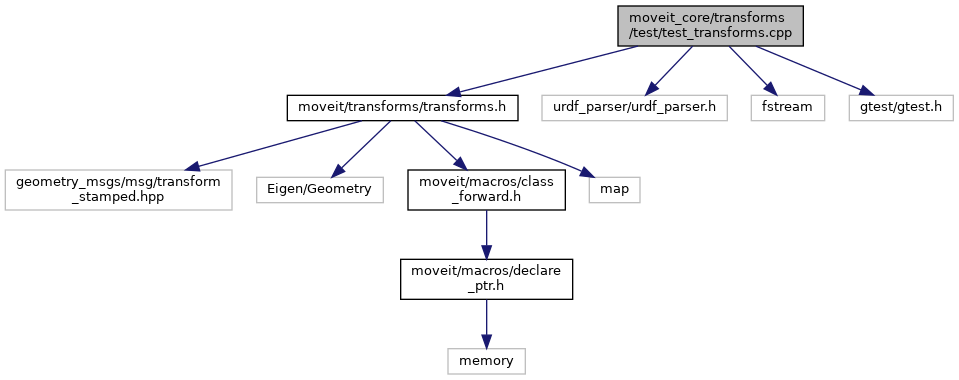 moveit_core/transforms
/test/test_transforms.cpp
moveit/transforms/transforms.h
urdf_parser/urdf_parser.h
fstream
gtest/gtest.h
geometry_msgs/msg/transform
_stamped.hpp
Eigen/Geometry
moveit/macros/class
_forward.h
map
moveit/macros/declare
_ptr.h
memory